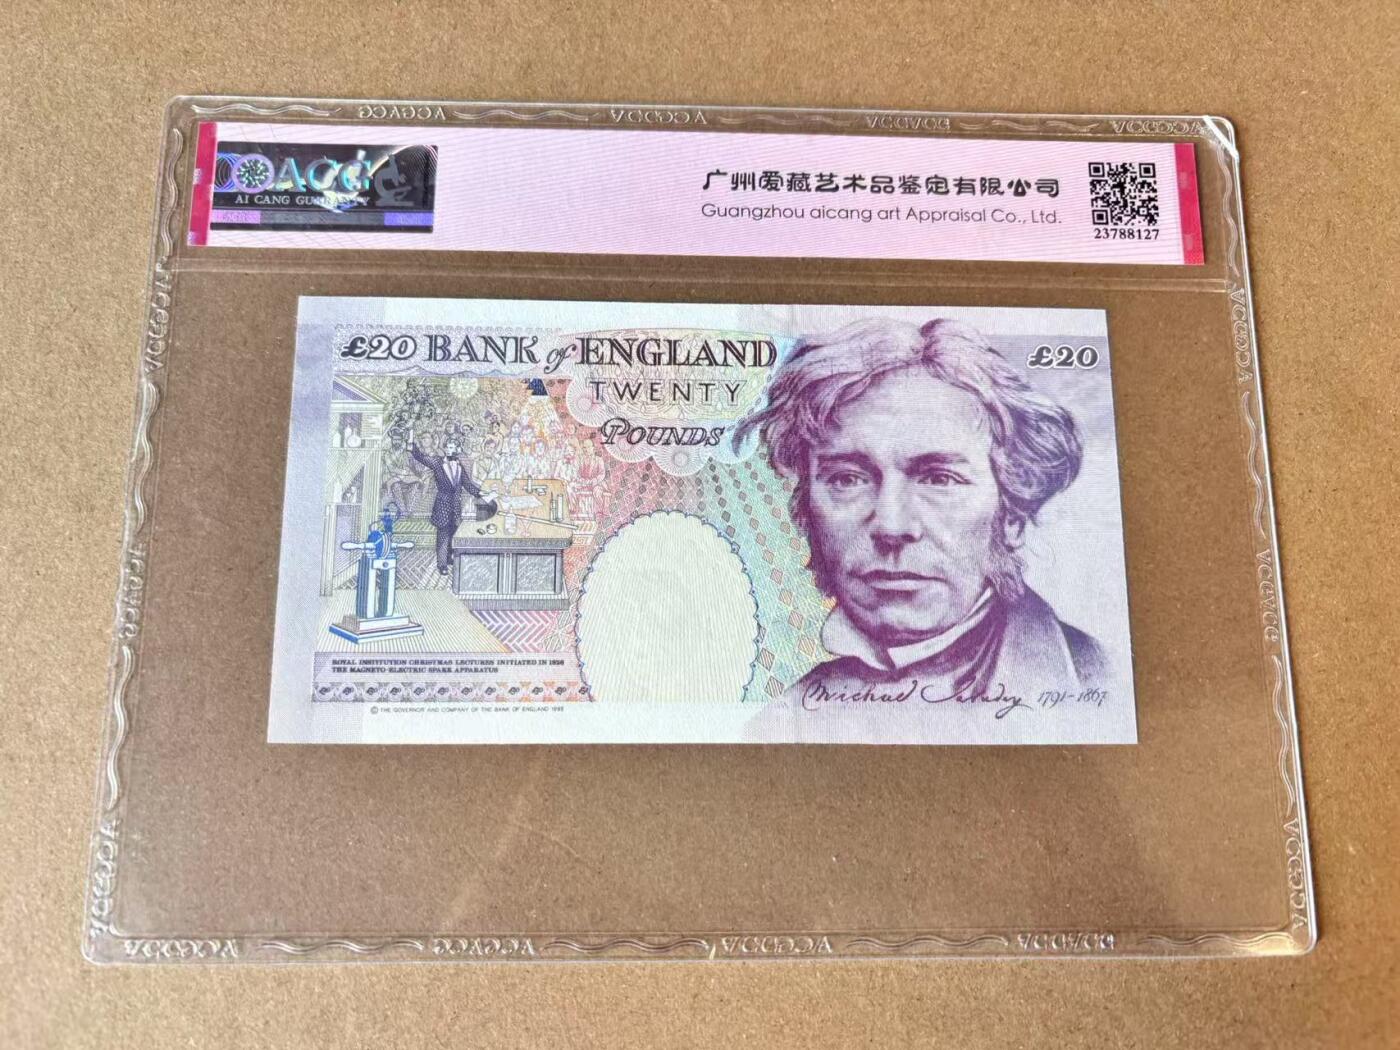 ACG
AI CANG GUARANTY
广州爱藏艺术品鉴定有限公司
Guangzhou aicang art Appraisal Co., Ltd.
23788127
£20 BANK of ENGLAND
TWENTY
POUNDS
£20
ROYAL INSTITUTION CHRISTMAS LECTURES INITIATED IN 1826
THE MAGNETO-ELECTRIC SPARK APPARATUS
Michael Faraday 1791-1867
© THE GOVERNOR AND COMPANY OF THE BANK OF ENGLAND 1993